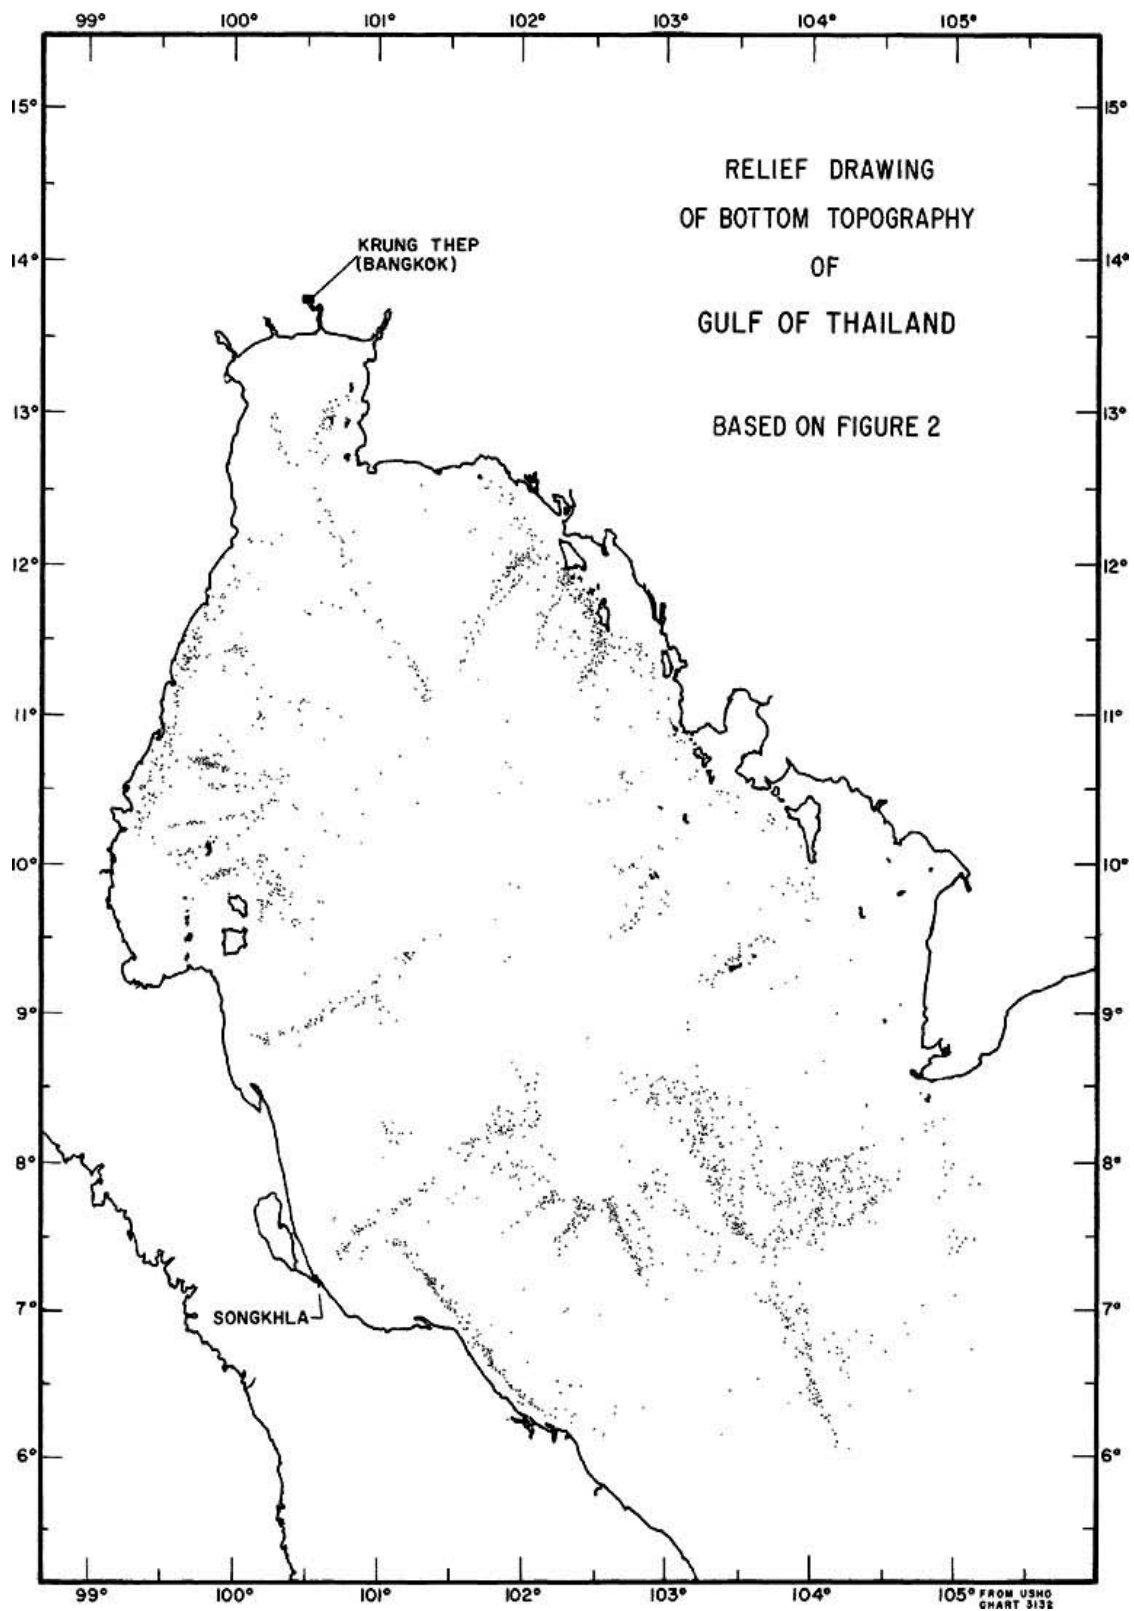 99° 100° 101° 102° 103° 104° 105°
15° 15°
RELIEF DRAWING
OF BOTTOM TOPOGRAPHY
OF
GULF OF THAILAND
BASED ON FIGURE 2
KRUNG THEP
(BANGKOK)
14° 14°
13° 13°
12° 12°
11° 11°
10° 10°
9° 9°
8° 8°
7° 7°
SONGKHLA
6° 6°
99° 100° 101° 102° 103° 104° 105°
FROM USHO
CHART 3132